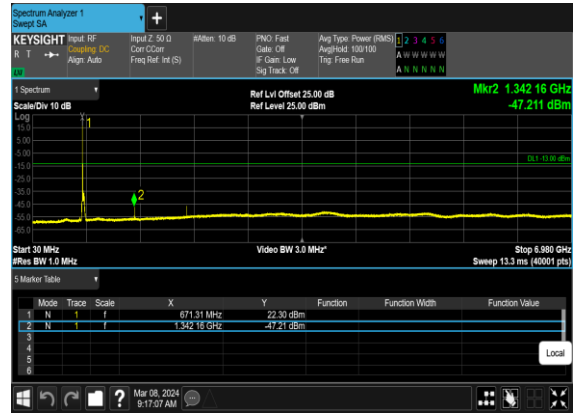 Spectrum Analyzer 1
Swept SA
KEYSIGHT Input: RF Input Z: 50 Ω #Atten: 10 dB PNO: Fast Avg Type: Power (RMS) 1 2 3 4 5 6
R T Coupling: DC Corr CCorr Gate: Off Avg|Hold: 100/100 A W W W W W
Align: Auto Freq Ref: Int (S) IF Gain: Low Trig: Free Run
Sig Track: Off A N N N N N
LW
1 Spectrum Ref Lvl Offset 25.00 dB Mkr2 1.342 16 GHz
Scale/Div 10 dB Ref Level 25.00 dBm -47.211 dBm
Log
15.0
5.00
-5.00
-15.0
-25.0
-35.0
-45.0
-55.0
-65.0
1
DL1 -13.00 dBm
2
Start 30 MHz Video BW 3.0 MHz* Stop 6.980 GHz
#Res BW 1.0 MHz Sweep 13.3 ms (40001 pts)
5 Marker Table
Mode Trace Scale X Y Function Function Width Function Value
1 N 1 f 671.31 MHz 22.30 dBm
2 N 1 f 1.342 16 GHz -47.21 dBm
3
4
5
6
Local
? Mar 08, 2024
9:17:07 AM